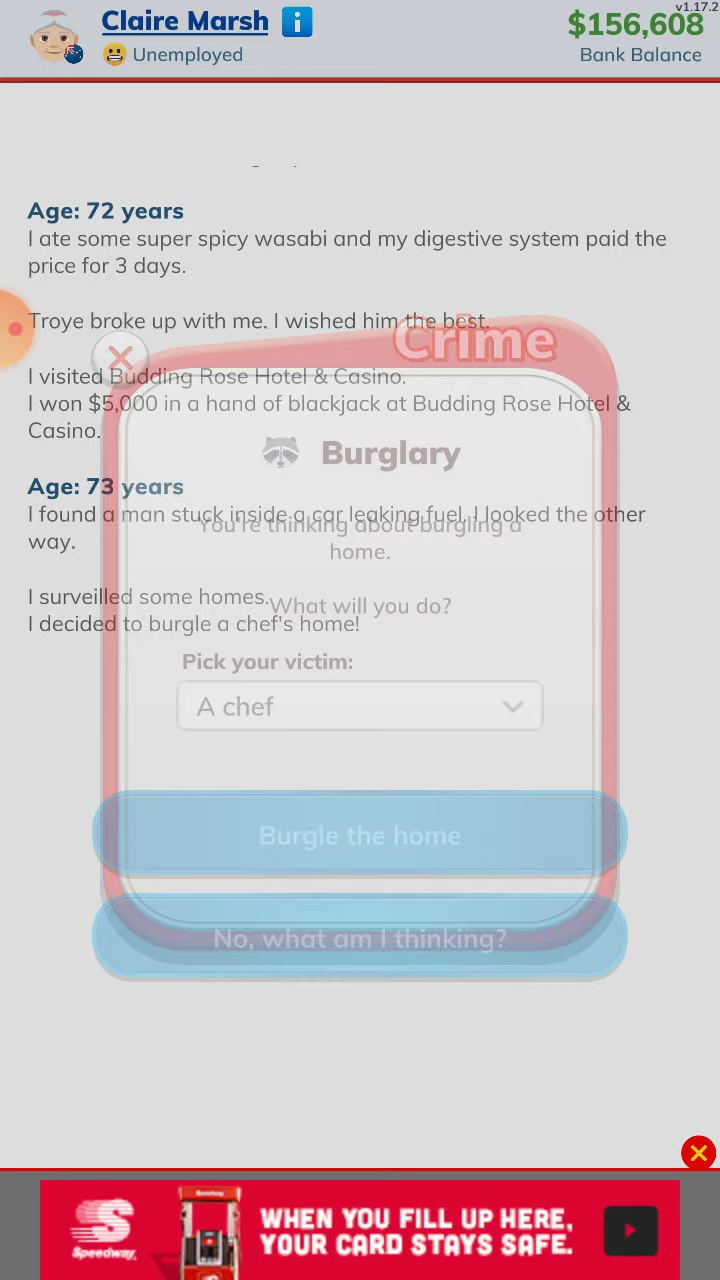 v1.17.2
Claire Marsh
$156,608
Unemployed
Bank Balance
Age: 72 years
I ate some super spicy wasabi and my digestive system paid the
price for 3 days.
Troye broke up with me. I wished him the best.
Crime
I visited Budding Rose Hotel & Casino.
I won $5,000 in a hand of blackjack at Budding Rose Hotel &
Casino.
Burglary
Age: 73 years
I found a man stuck inside a car leaking fuel. I looked the other
way.
You're thinking about burgling a
home.
I surveilled some homes.
What will you do?
I decided to burgle a chef's home!
Pick your victim:
A chef
Burgle the home
No, what am I thinking?
Speedway
WHEN YOU FILL UP HERE,
YOUR CARD STAYS SAFE.